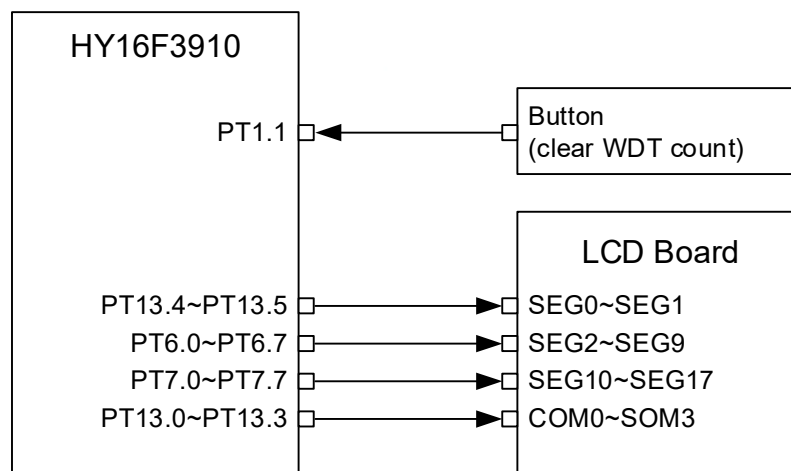 HY16F3910
PT1.1
Button
(clear WDT count)
LCD Board
PT13.4~PT13.5
SEG0~SEG1
PT6.0~PT6.7
SEG2~SEG9
PT7.0~PT7.7
SEG10~SEG17
PT13.0~PT13.3
COM0~SOM3